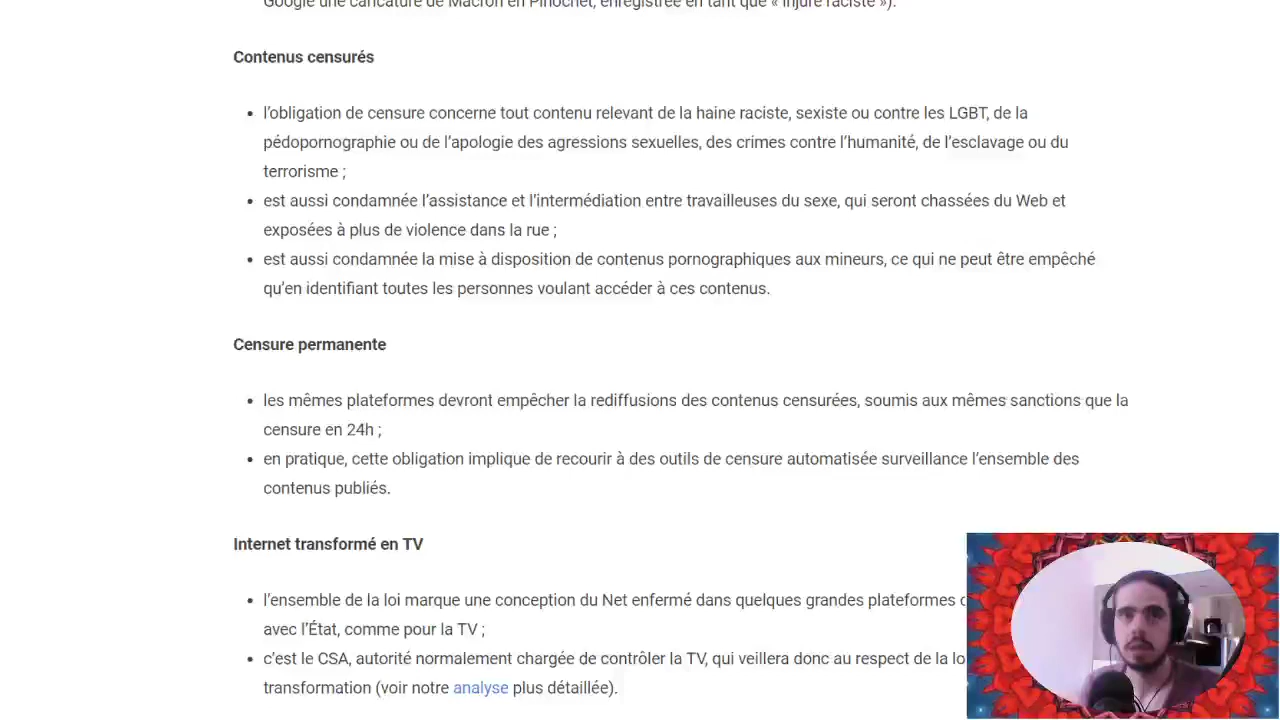 Google une caricature de Macron en Pinochet, enregistrée en tant que « injure raciste »).
Contenus censurés
l’obligation de censure concerne tout contenu relevant de la haine raciste, sexiste ou contre les LGBT, de la
pédopornographie ou de l’apologie des agressions sexuelles, des crimes contre l’humanité, de l’esclavage ou du
terrorisme ;
est aussi condamnée l’assistance et l’intermédiation entre travailleuses du sexe, qui seront chassées du Web et
exposées à plus de violence dans la rue ;
est aussi condamnée la mise à disposition de contenus pornographiques aux mineurs, ce qui ne peut être empêché
qu’en identifiant toutes les personnes voulant accéder à ces contenus.
Censure permanente
les mêmes plateformes devront empêcher la rediffusions des contenus censurées, soumis aux mêmes sanctions que la
censure en 24h ;
en pratique, cette obligation implique de recourir à des outils de censure automatisée surveillance l’ensemble des
contenus publiés.
Internet transformé en TV
l’ensemble de la loi marque une conception du Net enfermé dans quelques grandes plateformes
avec l’État, comme pour la TV ;
c’est le CSA, autorité normalement chargée de contrôler la TV, qui veillera donc au respect de la
transformation (voir notre analyse plus détaillée).